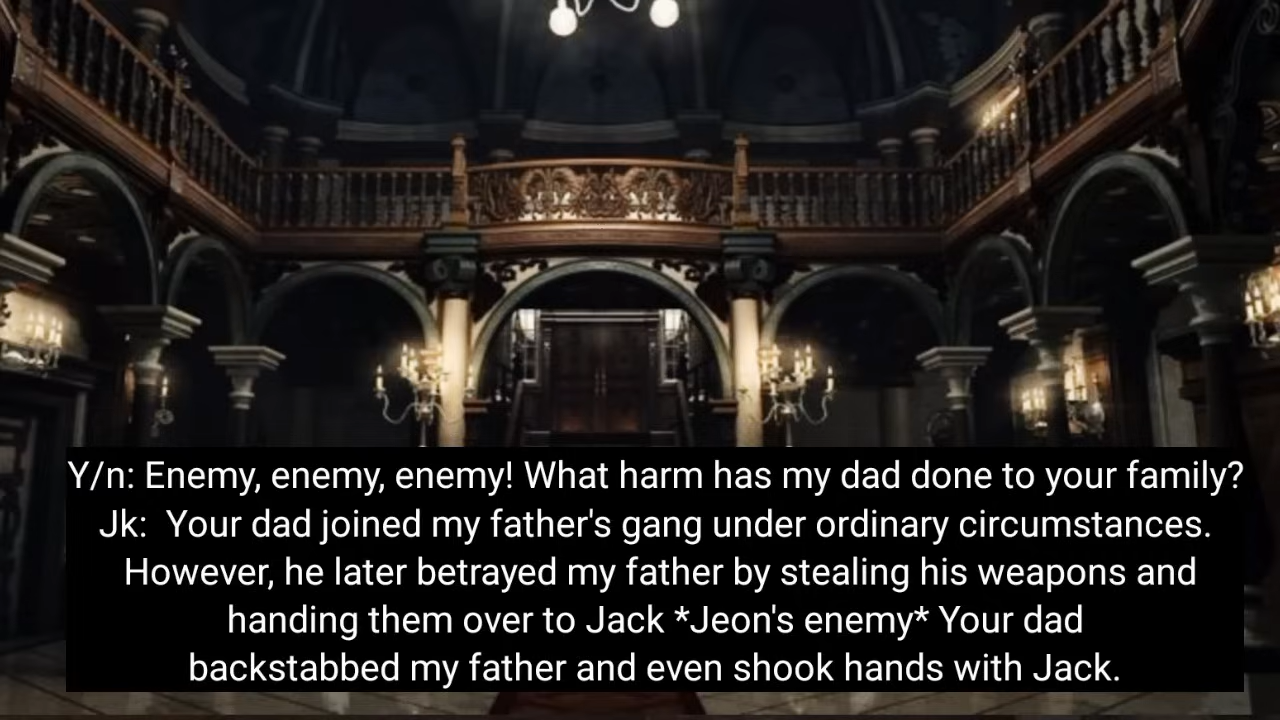 Y/n: Enemy, enemy, enemy! What harm has my dad done to your family?
Jk:  Your dad joined my father's gang under ordinary circumstances.
However, he later betrayed my father by stealing his weapons and
handing them over to Jack *Jeon's enemy* Your dad
backstabbed my father and even shook hands with Jack.